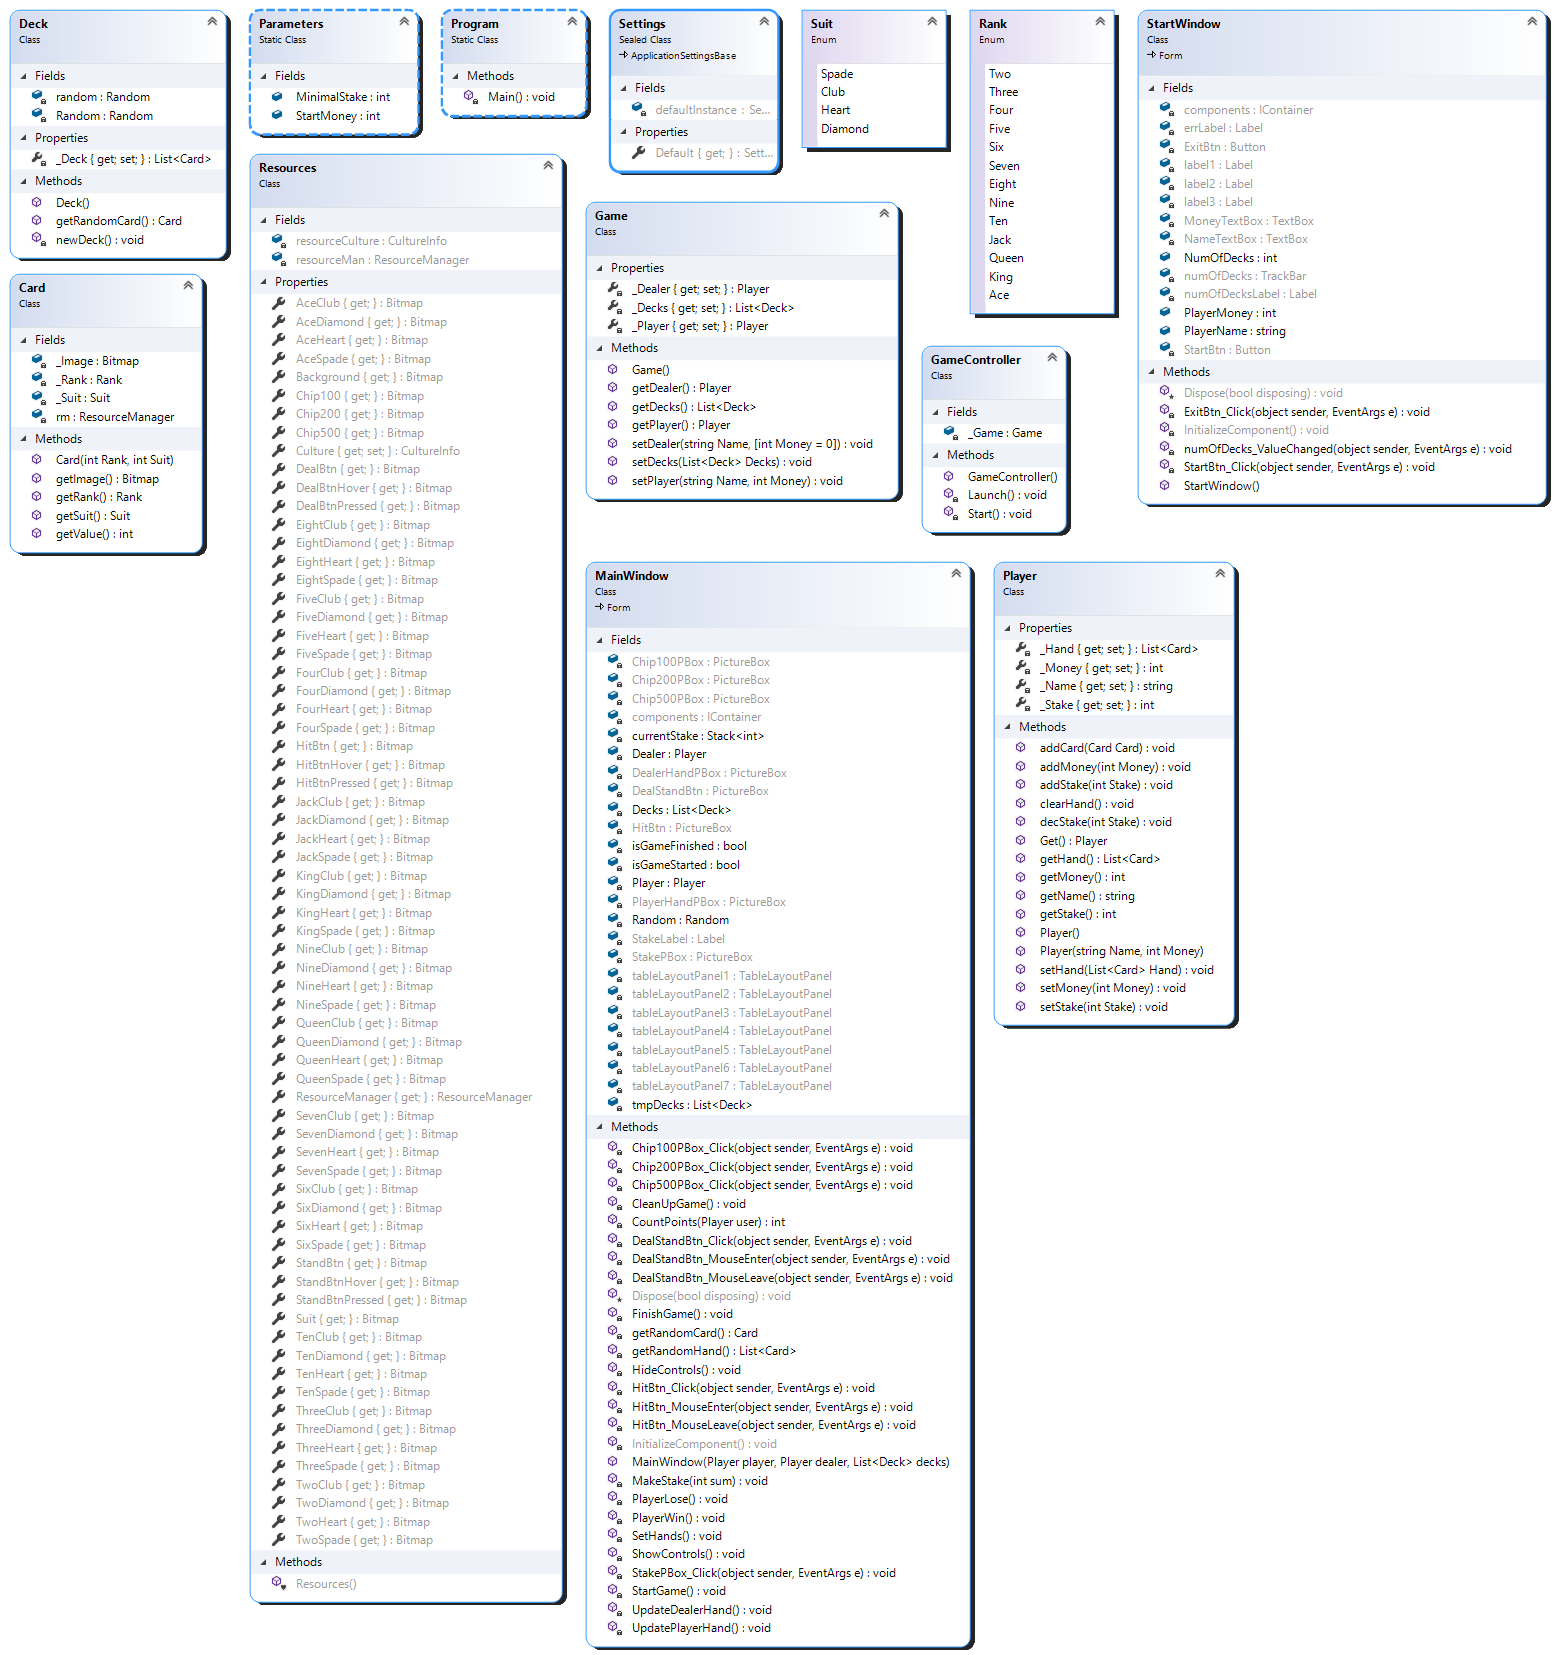 Deck
Class
Fields
random : Random
Random : Random
Properties
_Deck { get; set; } : List<Card>
Methods
Deck()
getRandomCard() : Card
newDeck() : void
Card
Class
Fields
_Image : Bitmap
_Rank : Rank
_Suit : Suit
rm : ResourceManager
Methods
Card(int Rank, int Suit)
getImage() : Bitmap
getRank() : Rank
getSuit() : Suit
getValue() : int
Parameters
Static Class
Fields
MinimalStake : int
StartMoney : int
Program
Static Class
Methods
Main() : void
Settings
Sealed Class
ApplicationSettingsBase
Fields
defaultInstance : Se...
Properties
Default { get; } : Sett...
Suit
Enum
Spade
Club
Heart
Diamond
Rank
Enum
Two
Three
Four
Five
Six
Seven
Eight
Nine
Ten
Jack
Queen
King
Ace
StartWindow
Class
Form
Fields
components : IContainer
errLabel : Label
ExitBtn : Button
label1 : Label
label2 : Label
label3 : Label
MoneyTextBox : TextBox
NameTextBox : TextBox
NumOfDecks : int
numOfDecks : TrackBar
numOfDecksLabel : Label
PlayerMoney : int
PlayerName : string
StartBtn : Button
Methods
Dispose(bool disposing) : void
ExitBtn_Click(object sender, EventArgs e) : void
InitializeComponent() : void
numOfDecks_ValueChanged(object sender, EventArgs e) : void
StartBtn_Click(object sender, EventArgs e) : void
StartWindow()
Resources
Class
Fields
resourceCulture : CultureInfo
resourceMan : ResourceManager
Properties
AceClub { get; } : Bitmap
AceDiamond { get; } : Bitmap
AceHeart { get; } : Bitmap
AceSpade { get; } : Bitmap
Background { get; } : Bitmap
Chip100 { get; } : Bitmap
Chip200 { get; } : Bitmap
Chip500 { get; } : Bitmap
Culture { get; set; } : CultureInfo
DealBtn { get; } : Bitmap
DealBtnHover { get; } : Bitmap
DealBtnPressed { get; } : Bitmap
EightClub { get; } : Bitmap
EightDiamond { get; } : Bitmap
EightHeart { get; } : Bitmap
EightSpade { get; } : Bitmap
FiveClub { get; } : Bitmap
FiveDiamond { get; } : Bitmap
FiveHeart { get; } : Bitmap
FiveSpade { get; } : Bitmap
FourClub { get; } : Bitmap
FourDiamond { get; } : Bitmap
FourHeart { get; } : Bitmap
FourSpade { get; } : Bitmap
HitBtn { get; } : Bitmap
HitBtnHover { get; } : Bitmap
HitBtnPressed { get; } : Bitmap
JackClub { get; } : Bitmap
JackDiamond { get; } : Bitmap
JackHeart { get; } : Bitmap
JackSpade { get; } : Bitmap
KingClub { get; } : Bitmap
KingDiamond { get; } : Bitmap
KingHeart { get; } : Bitmap
KingSpade { get; } : Bitmap
NineClub { get; } : Bitmap
NineDiamond { get; } : Bitmap
NineHeart { get; } : Bitmap
NineSpade { get; } : Bitmap
QueenClub { get; } : Bitmap
QueenDiamond { get; } : Bitmap
QueenHeart { get; } : Bitmap
QueenSpade { get; } : Bitmap
ResourceManager { get; } : ResourceManager
SevenClub { get; } : Bitmap
SevenDiamond { get; } : Bitmap
SevenHeart { get; } : Bitmap
SevenSpade { get; } : Bitmap
SixClub { get; } : Bitmap
SixDiamond { get; } : Bitmap
SixHeart { get; } : Bitmap
SixSpade { get; } : Bitmap
StandBtn { get; } : Bitmap
StandBtnHover { get; } : Bitmap
StandBtnPressed { get; } : Bitmap
Suit { get; } : Bitmap
TenClub { get; } : Bitmap
TenDiamond { get; } : Bitmap
TenHeart { get; } : Bitmap
TenSpade { get; } : Bitmap
ThreeClub { get; } : Bitmap
ThreeDiamond { get; } : Bitmap
ThreeHeart { get; } : Bitmap
ThreeSpade { get; } : Bitmap
TwoClub { get; } : Bitmap
TwoDiamond { get; } : Bitmap
TwoHeart { get; } : Bitmap
TwoSpade { get; } : Bitmap
Methods
Resources()
Game
Class
Properties
_Dealer { get; set; } : Player
_Decks { get; set; } : List<Deck>
_Player { get; set; } : Player
Methods
Game()
getDealer() : Player
getDecks() : List<Deck>
getPlayer() : Player
setDealer(string Name, [int Money = 0]) : void
setDecks(List<Deck> Decks) : void
setPlayer(string Name, int Money) : void
GameController
Class
Fields
_Game : Game
Methods
GameController()
Launch() : void
Start() : void
MainWindow
Class
Form
Fields
Chip100PBox : PictureBox
Chip200PBox : PictureBox
Chip500PBox : PictureBox
components : IContainer
currentStake : Stack<int>
Dealer : Player
DealerHandPBox : PictureBox
DealStandBtn : PictureBox
Decks : List<Deck>
HitBtn : PictureBox
isGameFinished : bool
isGameStarted : bool
Player : Player
PlayerHandPBox : PictureBox
Random : Random
StakeLabel : Label
StakePBox : PictureBox
tableLayoutPanel1 : TableLayoutPanel
tableLayoutPanel2 : TableLayoutPanel
tableLayoutPanel3 : TableLayoutPanel
tableLayoutPanel4 : TableLayoutPanel
tableLayoutPanel5 : TableLayoutPanel
tableLayoutPanel6 : TableLayoutPanel
tableLayoutPanel7 : TableLayoutPanel
tmpDecks : List<Deck>
Methods
Chip100PBox_Click(object sender, EventArgs e) : void
Chip200PBox_Click(object sender, EventArgs e) : void
Chip500PBox_Click(object sender, EventArgs e) : void
CleanUpGame() : void
CountPoints(Player user) : int
DealStandBtn_Click(object sender, EventArgs e) : void
DealStandBtn_MouseEnter(object sender, EventArgs e) : void
DealStandBtn_MouseLeave(object sender, EventArgs e) : void
Dispose(bool disposing) : void
FinishGame() : void
getRandomCard() : Card
getRandomHand() : List<Card>
HideControls() : void
HitBtn_Click(object sender, EventArgs e) : void
HitBtn_MouseEnter(object sender, EventArgs e) : void
HitBtn_MouseLeave(object sender, EventArgs e) : void
InitializeComponent() : void
MainWindow(Player player, Player dealer, List<Deck> decks)
MakeStake(int sum) : void
PlayerLose() : void
PlayerWin() : void
SetHands() : void
ShowControls() : void
StakePBox_Click(object sender, EventArgs e) : void
StartGame() : void
UpdateDealerHand() : void
UpdatePlayerHand() : void
Player
Class
Properties
_Hand { get; set; } : List<Card>
_Money { get; set; } : int
_Name { get; set; } : string
_Stake { get; set; } : int
Methods
addCard(Card Card) : void
addMoney(int Money) : void
addStake(int Stake) : void
clearHand() : void
decStake(int Stake) : void
Get() : Player
getHand() : List<Card>
getMoney() : int
getName() : string
getStake() : int
Player()
Player(string Name, int Money)
setHand(List<Card> Hand) : void
setMoney(int Money) : void
setStake(int Stake) : void